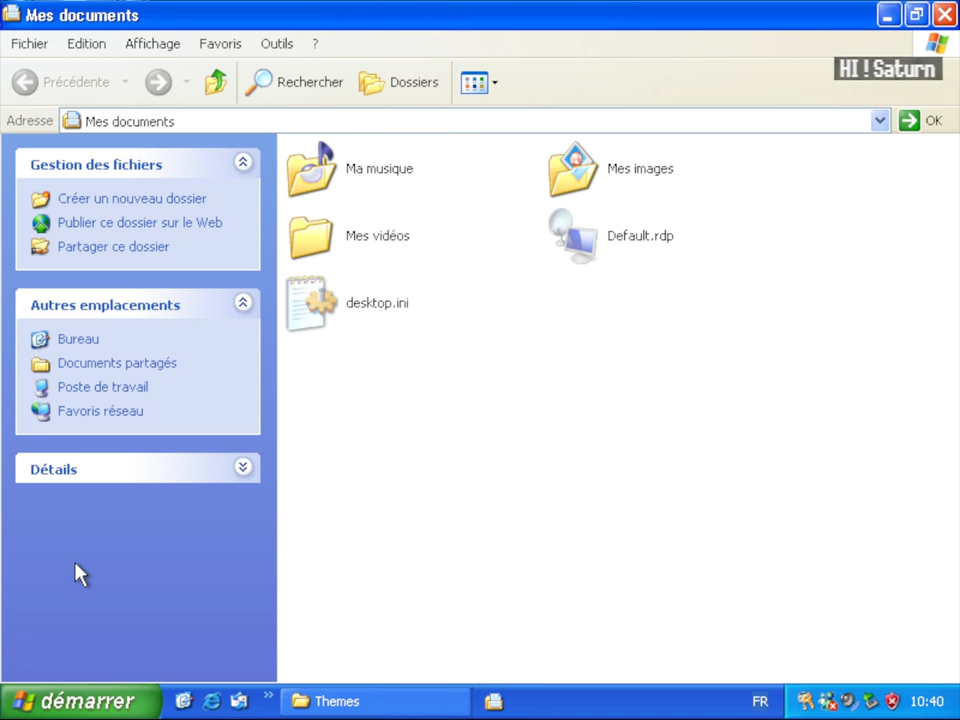 Mes documents
Fichier Edition Affichage Favoris Outils ?
HI!Saturn
Précédente Rechercher Dossiers
Adresse Mes documents OK
Gestion des fichiers
Créer un nouveau dossier
Publier ce dossier sur le Web
Partager ce dossier
Autres emplacements
Bureau
Documents partagés
Poste de travail
Favoris réseau
Détails
Ma musique
Mes images
Mes vidéos
Default.rdp
desktop.ini
démarrer Themes FR 10:40